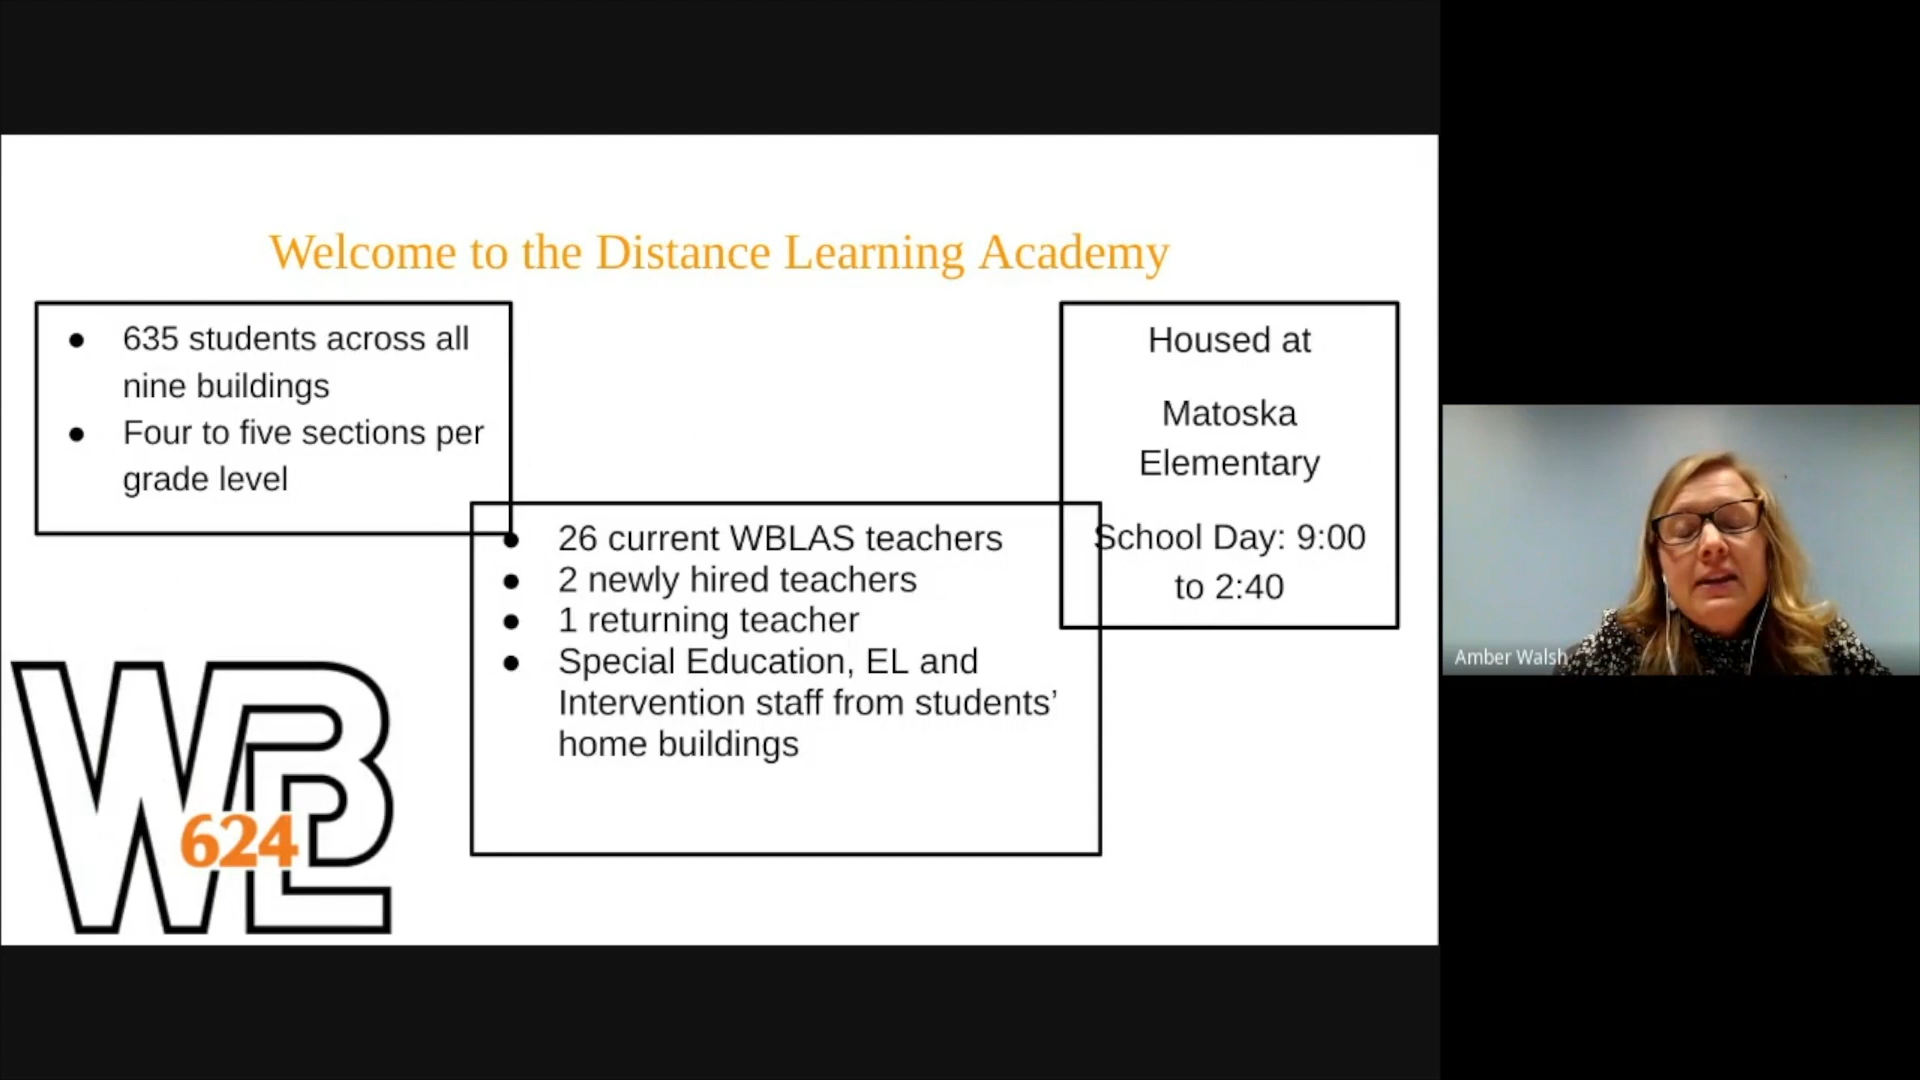 Welcome to the Distance Learning Academy
● 635 students across all
nine buildings
● Four to five sections per
grade level
● 26 current WBLAS teachers
● 2 newly hired teachers
● 1 returning teacher
● Special Education, EL and
Intervention staff from students’
home buildings
Housed at
Matoska
Elementary
School Day: 9:00
to 2:40
WBL
624
Amber Walsh